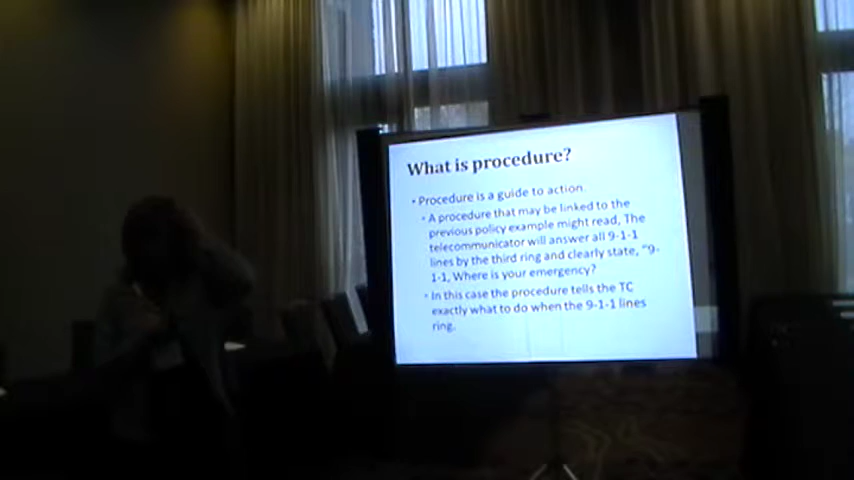 What is procedure?
• Procedure is a guide to action.
• A procedure that may be linked to the
previous policy example might read, The
telecommunicator will answer all 9-1-1
lines by the third ring and clearly state, "9-
1-1, Where is your emergency?
• In this case the procedure tells the TC
exactly what to do when the 9-1-1 lines
ring.